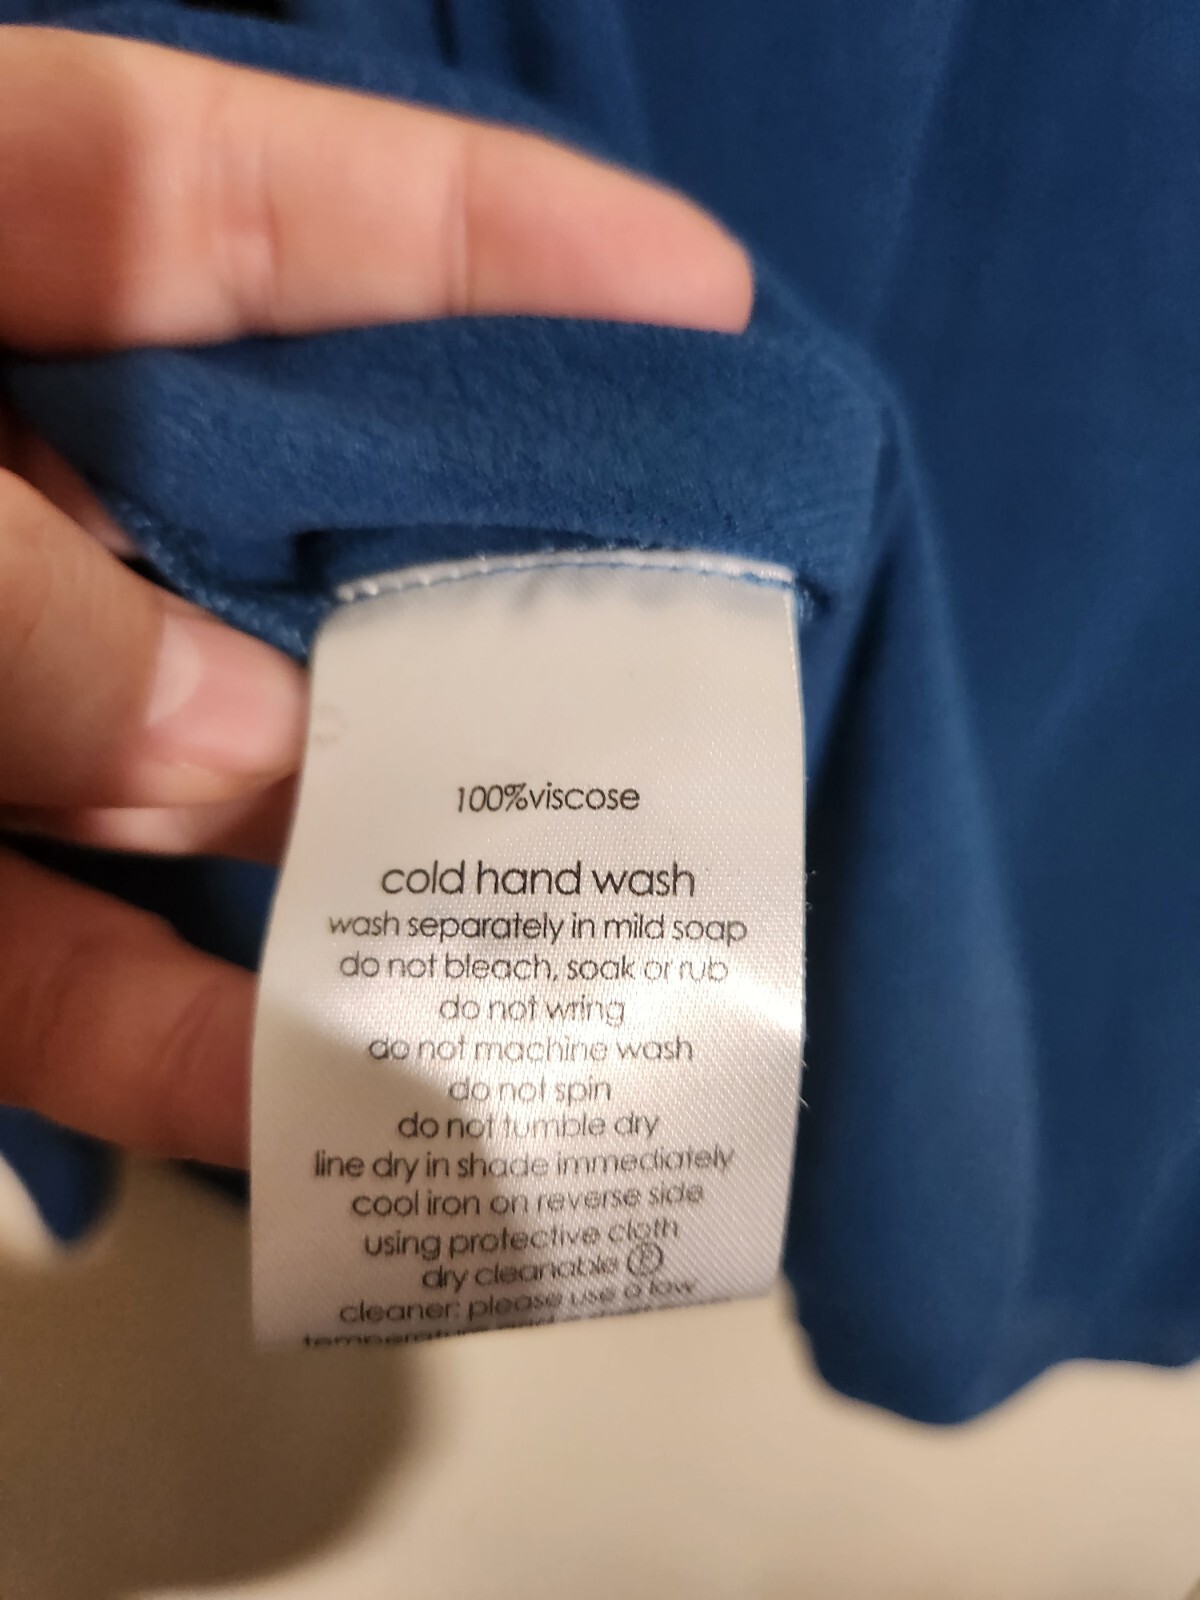 100%viscose
cold hand wash
wash separately in mild soap
do not bleach, soak or rub
do not wring
do not machine wash
do not spin
do not tumble dry
line dry in shade immediately
cool iron on reverse side
using protective cloth
dry cleanable Ⓟ
cleaner: please use a low
temperature